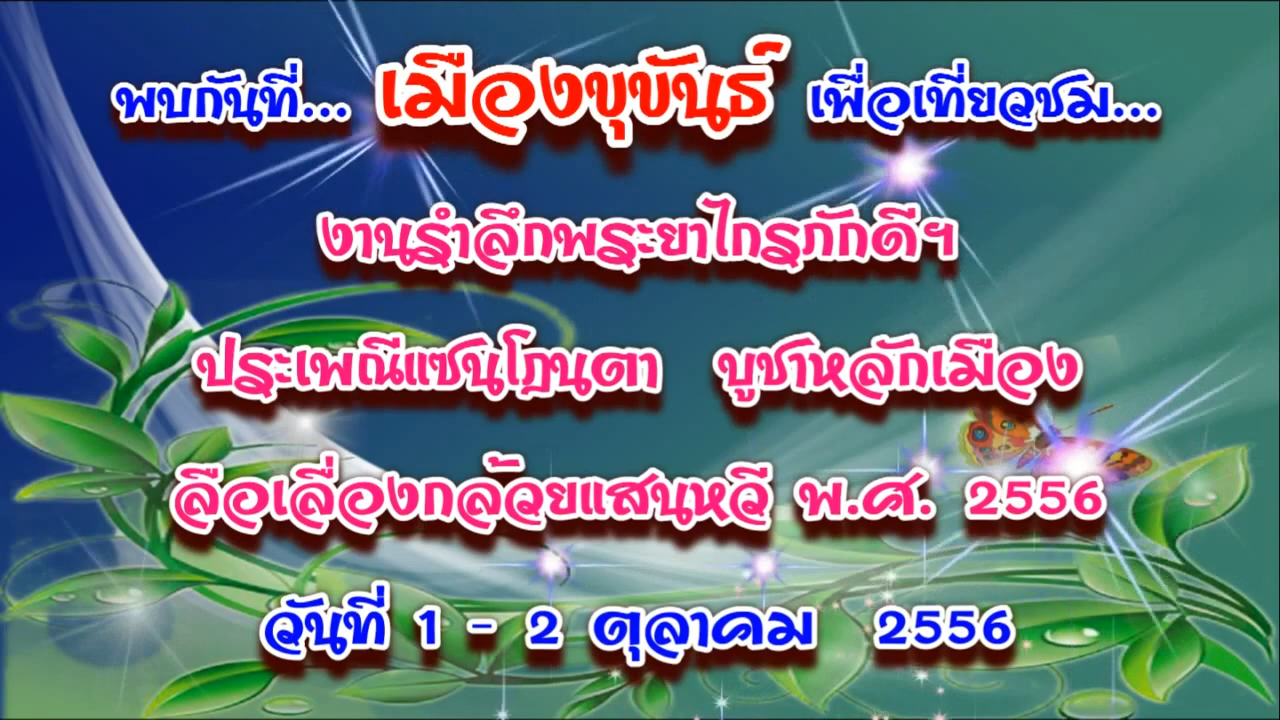 พบกันที่... เมืองขุขันธ์ เพื่อเที่ยวชม...
งานรำลึกพระยาไกรภักดีฯ
ประเพณีแซนโฎนตา บูชาหลักเมือง
ลือเลื่องกล้วยแสนหวี พ.ศ. 2556
วันที่ 1 - 2 ตุลาคม 2556